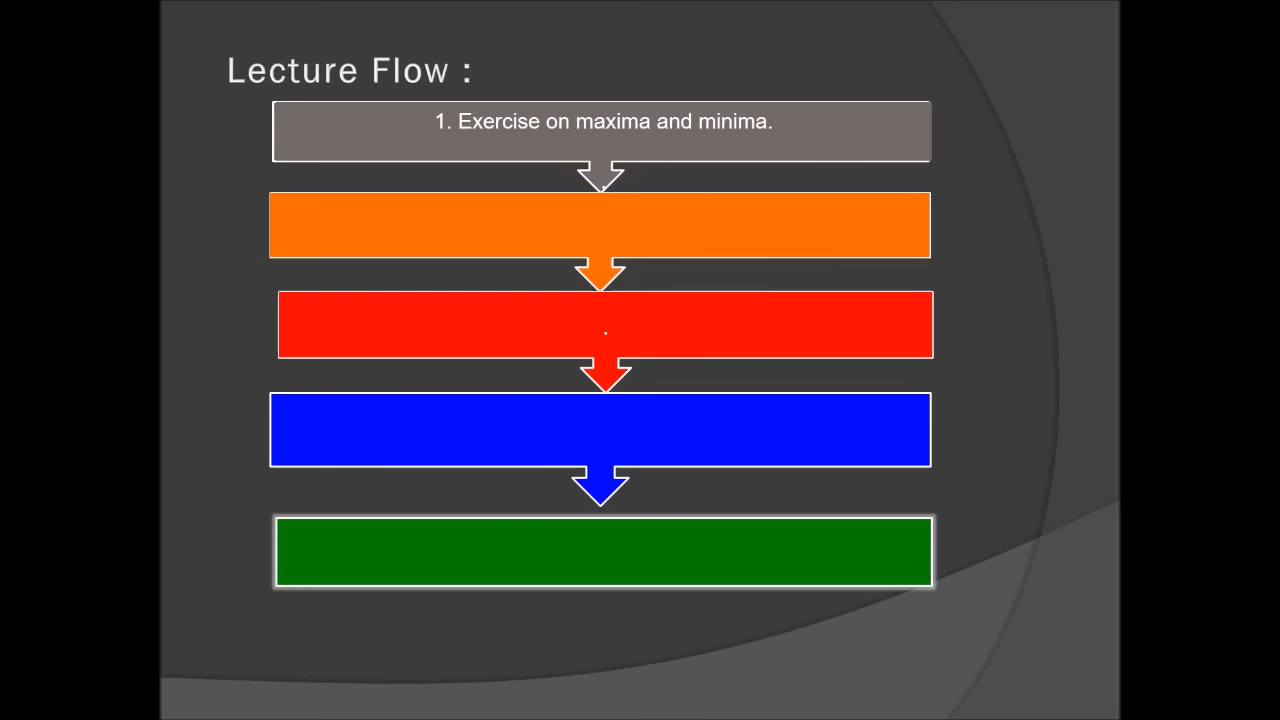 Lecture Flow :
1. Exercise on maxima and minima.
.
.